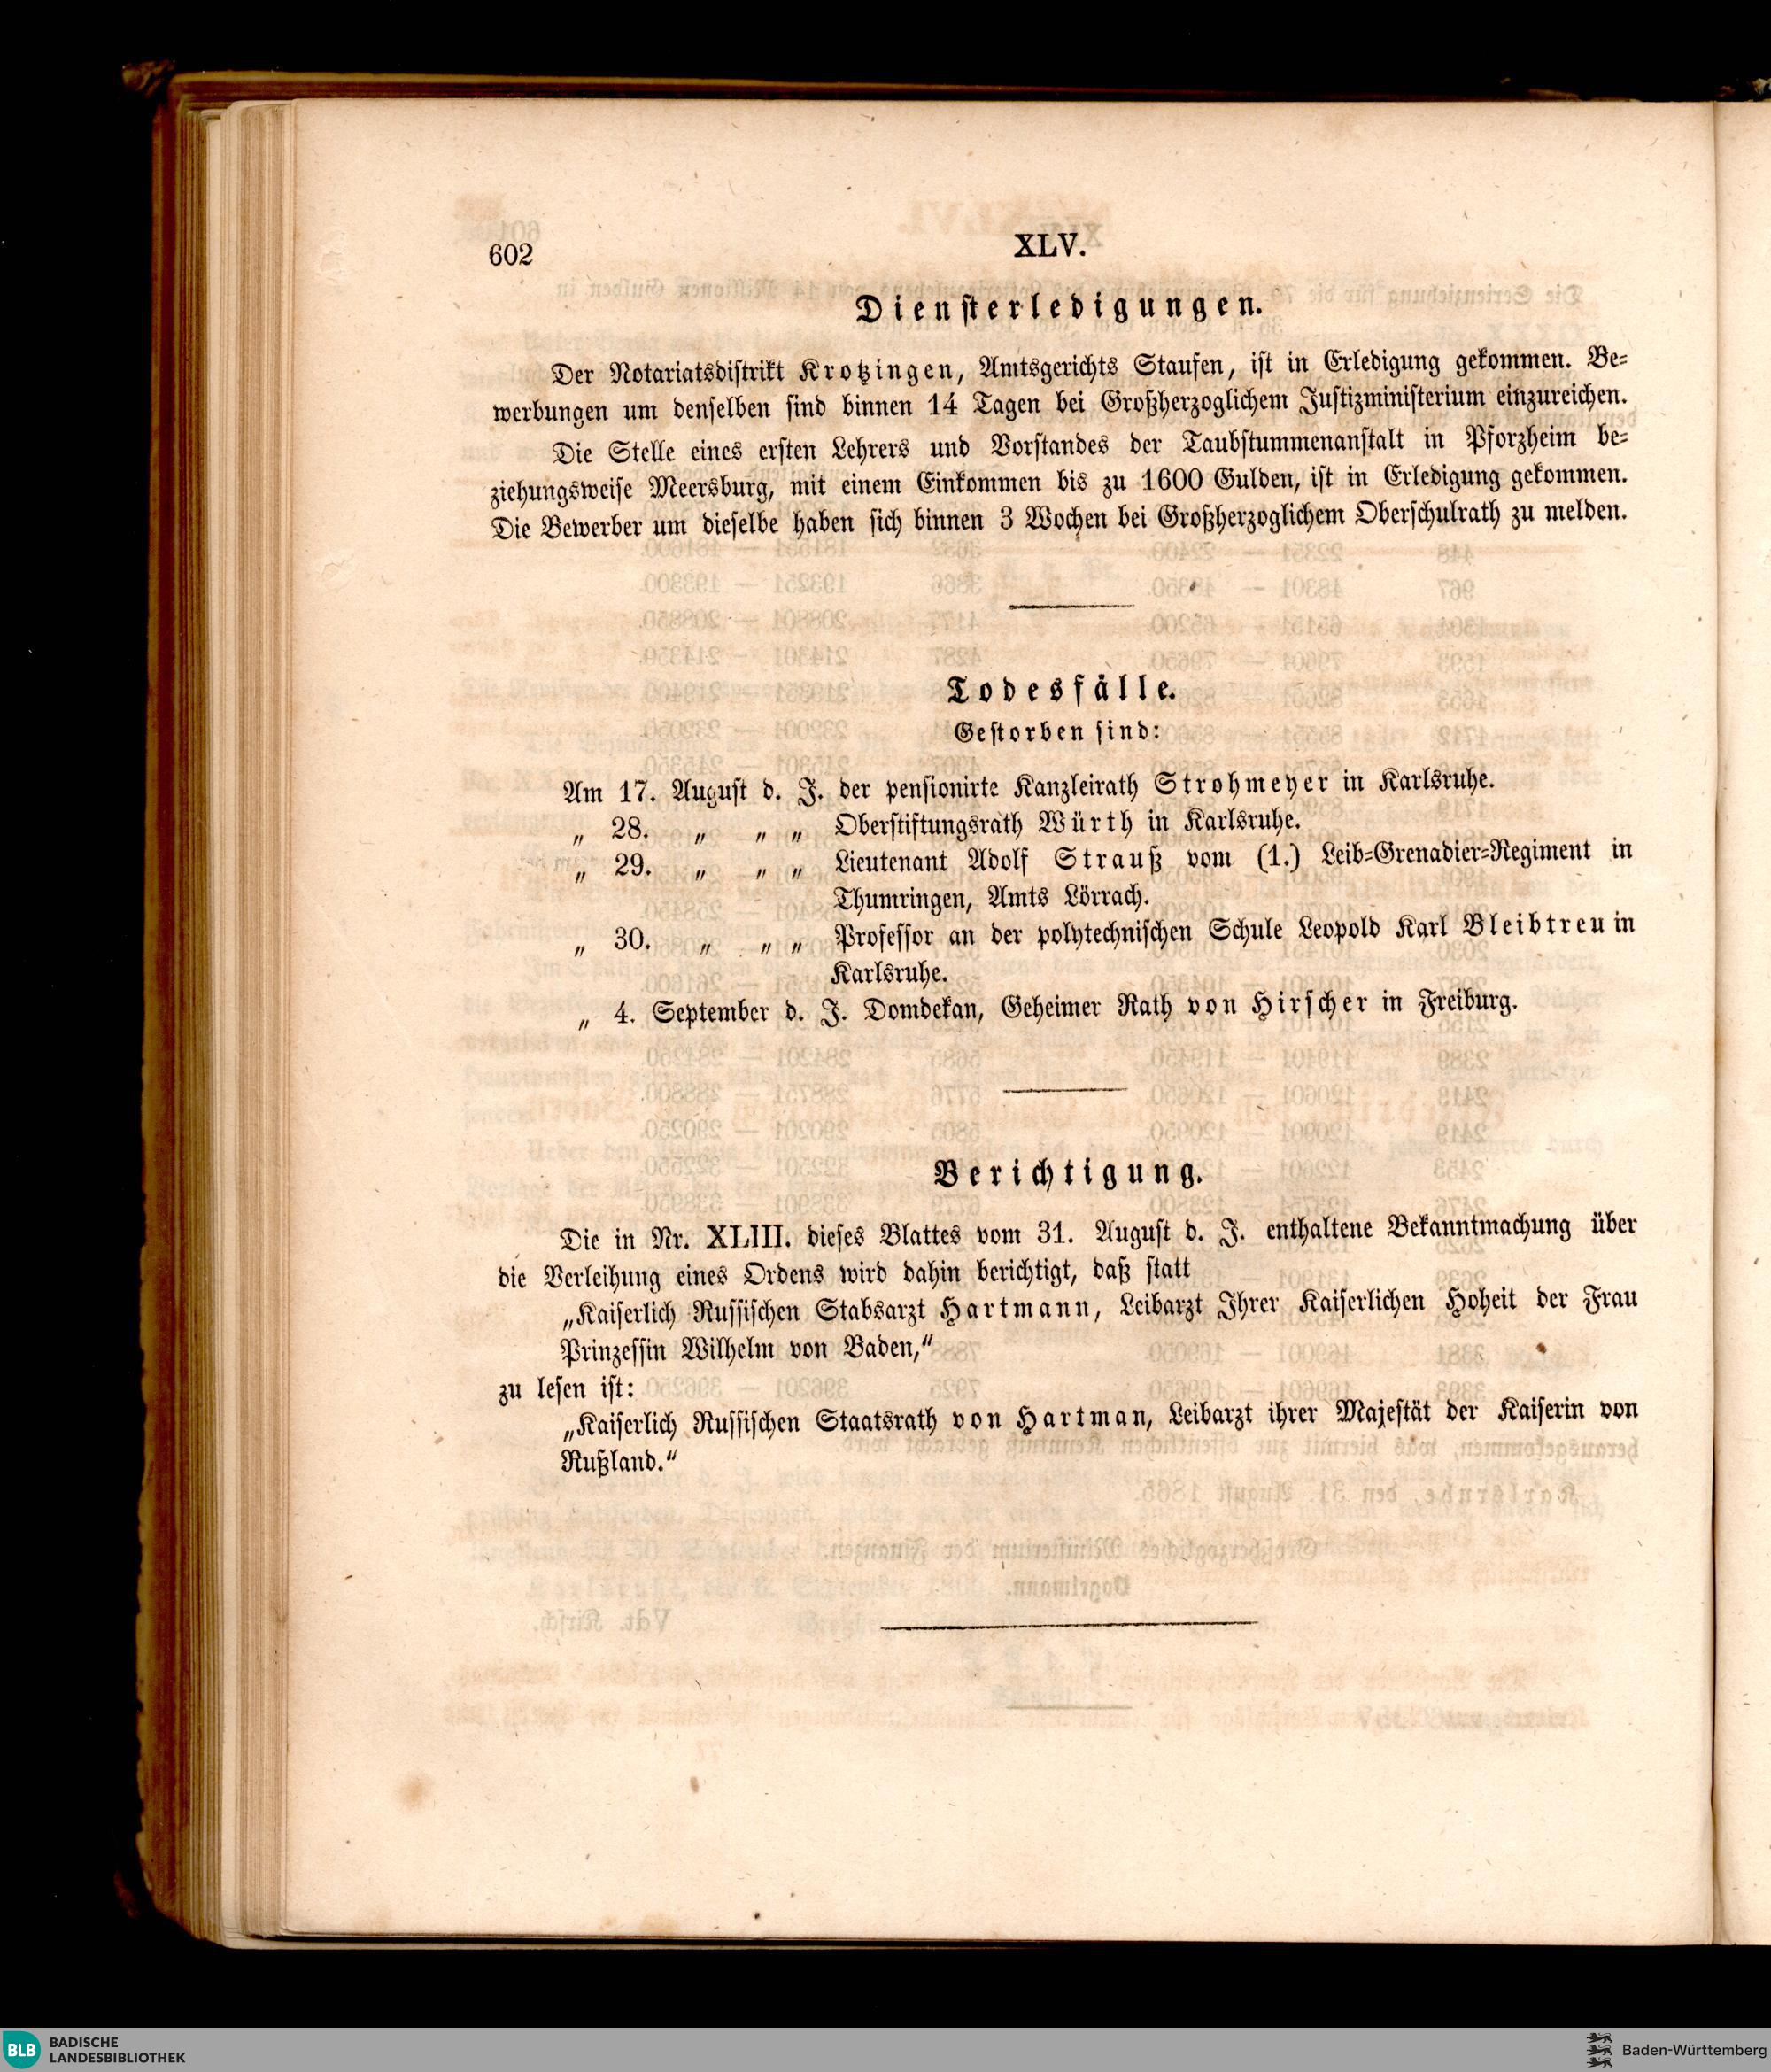 602
XLV.
Diensterledigungen.
Der Notariatsdistrikt Krotzingen, Amtsgerichts Staufen, ist in Erledigung gekommen. Be-
werbungen um denselben sind binnen 14 Tagen bei Großherzoglichem Justizministerium einzureichen.
Die Stelle eines ersten Lehrers und Vorstandes der Taubstummenanstalt in Pforzheim be-
ziehungsweise Meersburg, mit einem Einkommen bis zu 1600 Gulden, ist in Erledigung gekommen.
Die Bewerber um dieselbe haben sich binnen 3 Wochen bei Großherzoglichem Oberschulrath zu melden.
Todesfälle.
Gestorben sind:
Am 17. August d. J. der pensionirte Kanzleirath Strohmeyer in Karlsruhe.
„ 28. „ „ „ Oberstiftungsrath Würth in Karlsruhe.
„ 29. „ „ „ Lieutenant Adolf Strauß vom (1.) Leib-Grenadier-Regiment in
Thumringen, Amts Lörrach.
„ 30. „ „ „ Professor an der polytechnischen Schule Leopold Karl Bleibtreu in
Karlsruhe.
„ 4. September d. J. Domdekan, Geheimer Rath von Hirscher in Freiburg.
Berichtigung.
Die in Nr. XLIII. dieses Blattes vom 31. August d. J. enthaltene Bekanntmachung über
die Verleihung eines Ordens wird dahin berichtigt, daß statt
„Kaiserlich Russischen Stabsarzt Hartmann, Leibarzt Ihrer Kaiserlichen Hoheit der Frau
Prinzessin Wilhelm von Baden,“
zu lesen ist:
„Kaiserlich Russischen Staatsrath von Hartman, Leibarzt ihrer Majestät der Kaiserin von
Rußland.“
BLB BADISCHE
LANDESBIBLIOTHEK
Baden-Württemberg